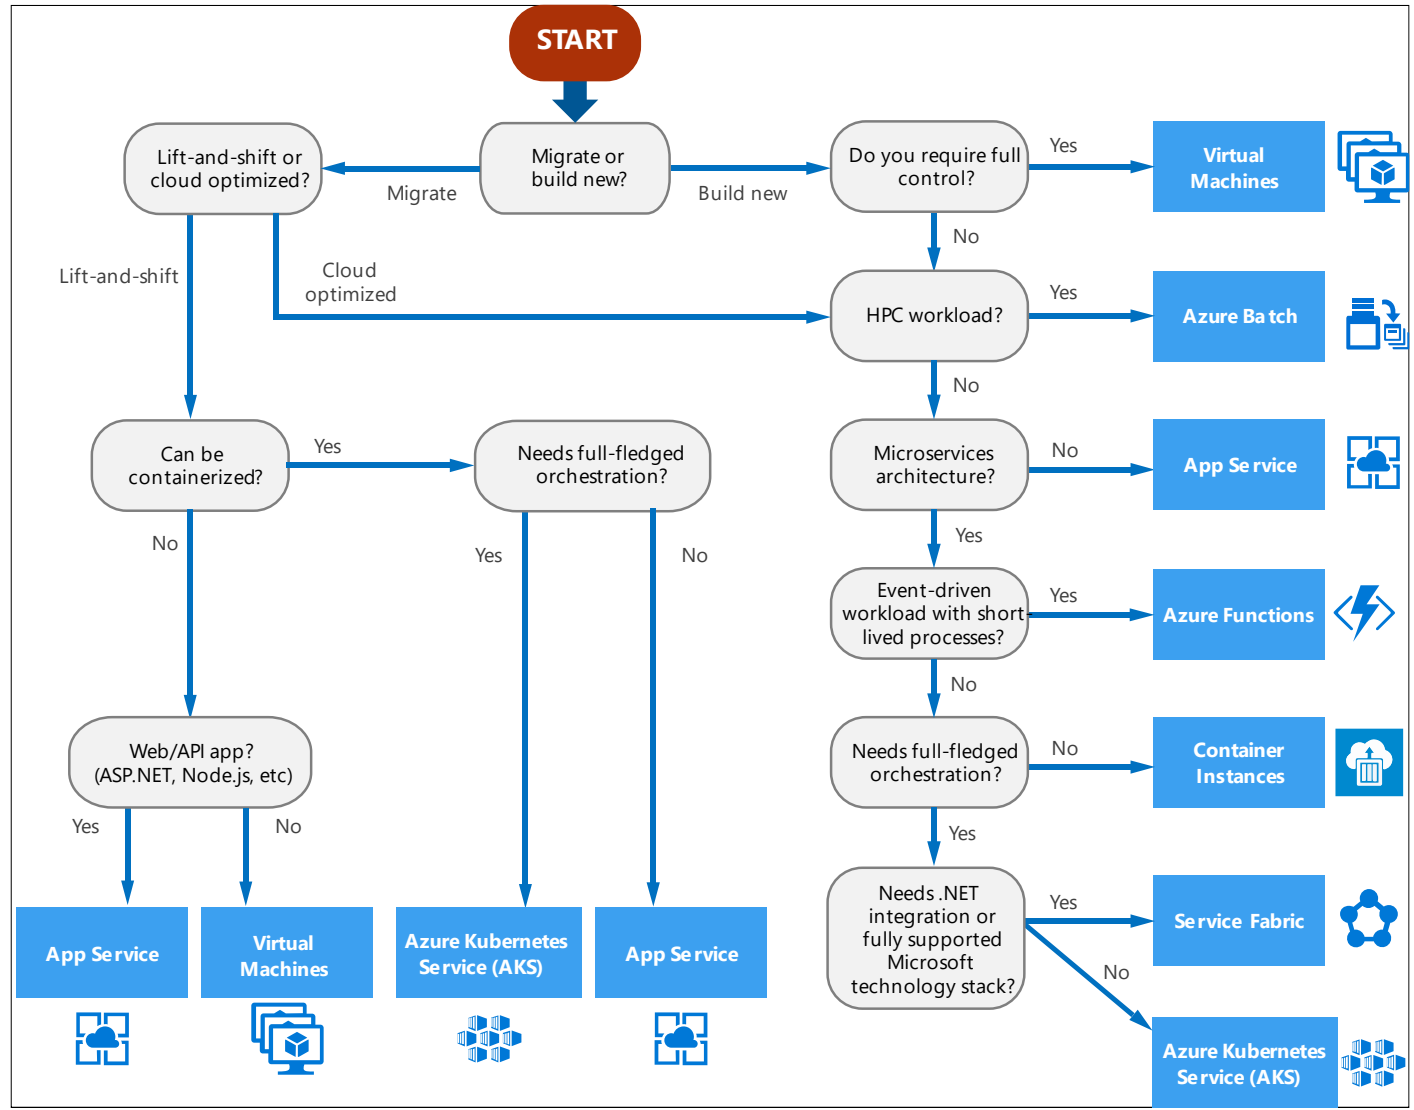 START
Lift-and-shift or
cloud optimized?
Migrate
Migrate or
build new?
Build new
Do you require full
control?
Yes
Virtual
Machines
No
Lift-and-shift
Cloud
optimized
HPC workload?
Yes
Azure Batch
No
Can be
containerized?
Yes
Needs full-fledged
orchestration?
Microservices
architecture?
No
App Service
No
Yes
No
Yes
Event-driven
workload with short-
lived processes?
Yes
Azure Functions
No
Web/API app?
(ASP.NET, Node.js, etc)
Needs full-fledged
orchestration?
No
Container
Instances
Yes
No
Yes
Needs .NET
integration or
fully supported
Microsoft
technology stack?
Yes
Service Fabric
No
App Service
Virtual
Machines
Azure Kubernetes
Service (AKS)
App Service
Azure Kubernetes
Service (AKS)